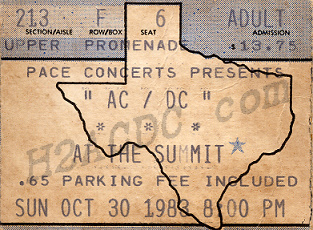 213 F 6 ADULT
SECTION/AISLE ROW/BOX SEAT ADMISSION
UPPER PROMENADE $13.75
PACE CONCERTS PRESENTS
" AC / DC "
* * * *
AT THE SUMMIT
.65 PARKING FEE INCLUDED
SUN OCT 30 1983 8:00 PM